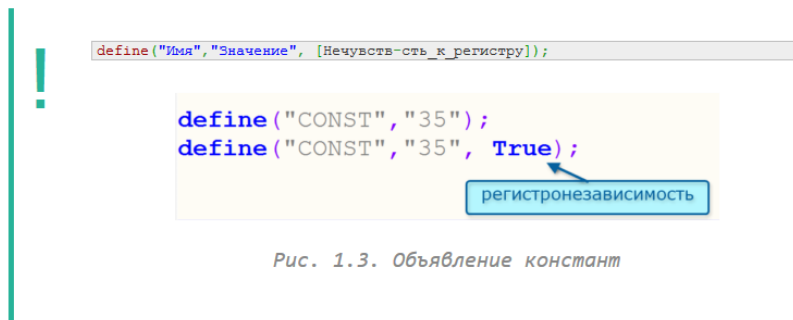 !
define("Имя","Значение", [Нечувств-сть_к_регистру]);
define("CONST","35");
define("CONST","35", True);
регистронезависимость
Рис. 1.3. Объявление констант